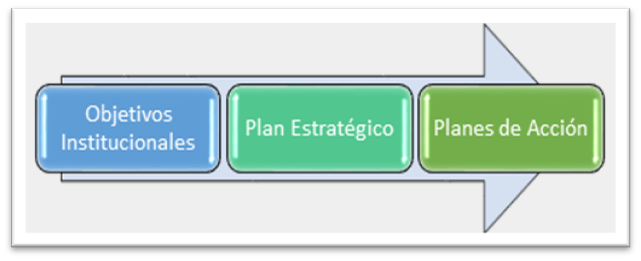 Objetivos
Institucionales
Plan Estratégico
Planes de Acción